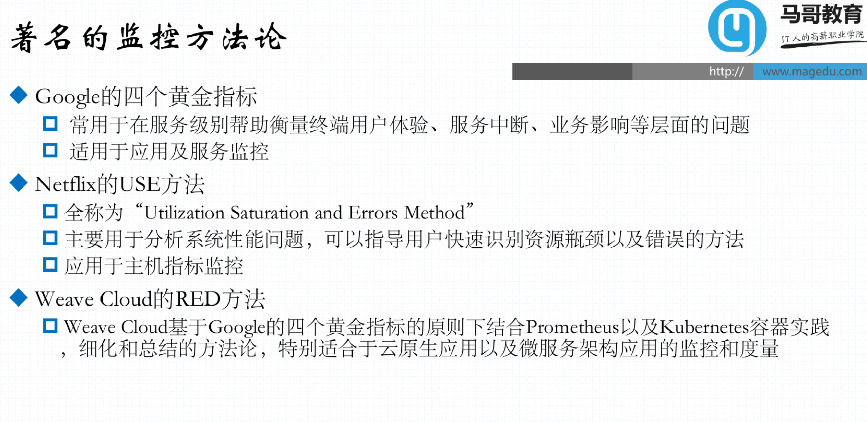 著名的监控方法论
马哥教育
IT人的高薪职业学院
http:// www.magedu.com
Google的四个黄金指标
常用于在服务级别帮助衡量终端用户体验、服务中断、业务影响等层面的问题
适用于应用及服务监控
Netflix的USE方法
全称为“Utilization Saturation and Errors Method”
主要用于分析系统性能问题，可以指导用户快速识别资源瓶颈以及错误的方法
应用于主机指标监控
Weave Cloud的RED方法
Weave Cloud基于Google的四个黄金指标的原则下结合Prometheus以及Kubernetes容器实践
，细化和总结的方法论，特别适合于云原生应用以及微服务架构应用的监控和度量